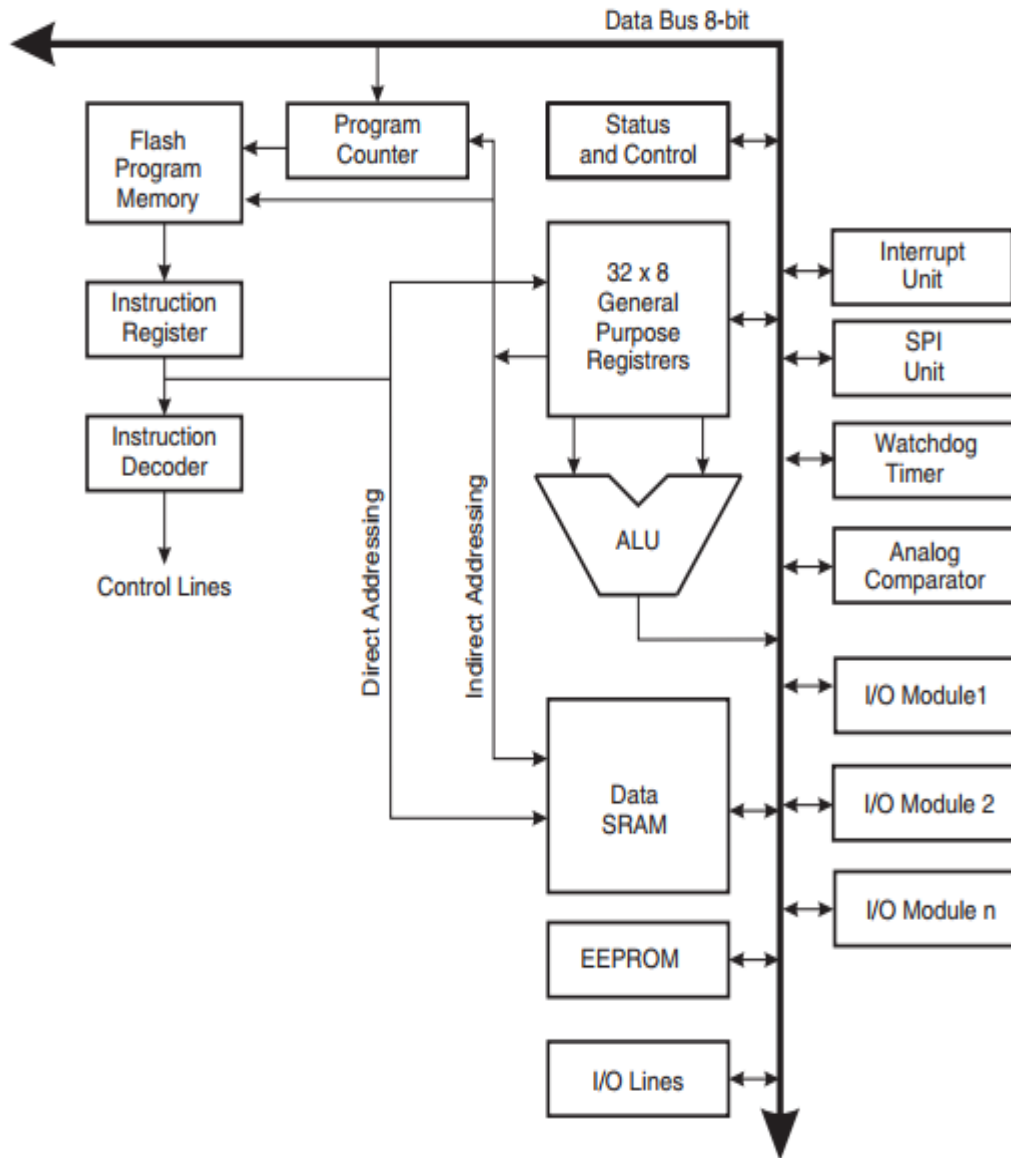 Data Bus 8-bit
Flash
Program
Memory
Program
Counter
Status
and Control
32 x 8
General
Purpose
Registrers
Interrupt
Unit
Instruction
Register
SPI
Unit
Instruction
Decoder
Watchdog
Timer
Direct Addressing
Indirect Addressing
ALU
Analog
Comparator
Control Lines
I/O Module1
Data
SRAM
I/O Module 2
I/O Module n
EEPROM
I/O Lines